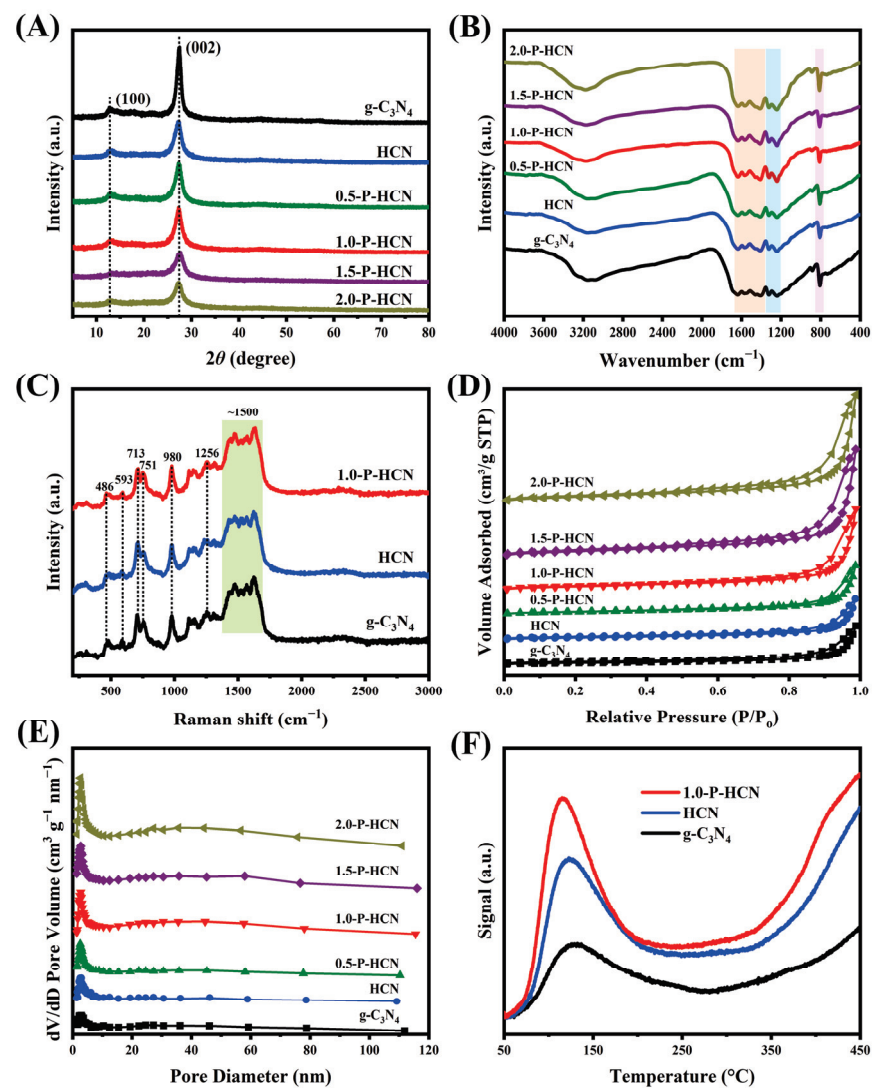 (A)
(002)
(100)
g-C₃N₄
HCN
0.5-P-HCN
1.0-P-HCN
1.5-P-HCN
2.0-P-HCN
Intensity (a.u.)
10 20 30 40 50 60 70 80
2θ (degree)
(B)
2.0-P-HCN
1.5-P-HCN
1.0-P-HCN
0.5-P-HCN
HCN
g-C₃N₄
Intensity (a.u.)
4000 3600 3200 2800 2400 2000 1600 1200 800 400
Wavenumber (cm⁻¹)
(C)
~1500
486 593 713 751 980 1256
1.0-P-HCN
HCN
g-C₃N₄
Intensity (a.u.)
500 1000 1500 2000 2500 3000
Raman shift (cm⁻¹)
(D)
2.0-P-HCN
1.5-P-HCN
1.0-P-HCN
0.5-P-HCN
HCN
g-C₃N₄
Volume Adsorbed (cm³/g STP)
0.0 0.2 0.4 0.6 0.8 1.0
Relative Pressure (P/P₀)
(E)
2.0-P-HCN
1.5-P-HCN
1.0-P-HCN
0.5-P-HCN
HCN
g-C₃N₄
dV/dD Pore Volume (cm³ g⁻¹ nm⁻¹)
0 20 40 60 80 100 120
Pore Diameter (nm)
(F)
1.0-P-HCN
HCN
g-C₃N₄
Signal (a.u.)
50 150 250 350 450
Temperature (°C)